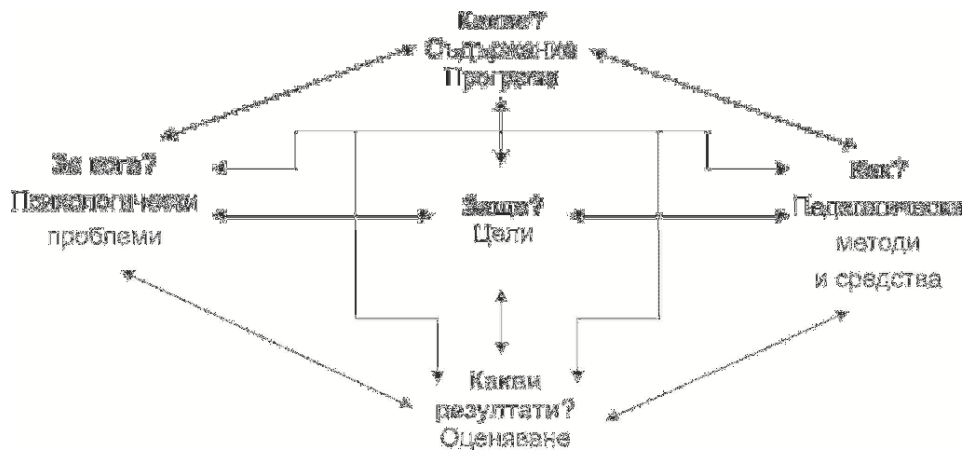 Какво?
Съдържание
Програма
За кого?
Психологически
проблеми
Защо?
Цели
Как?
Педагогически
методи
и средства
Какви
резултати?
Оценяване